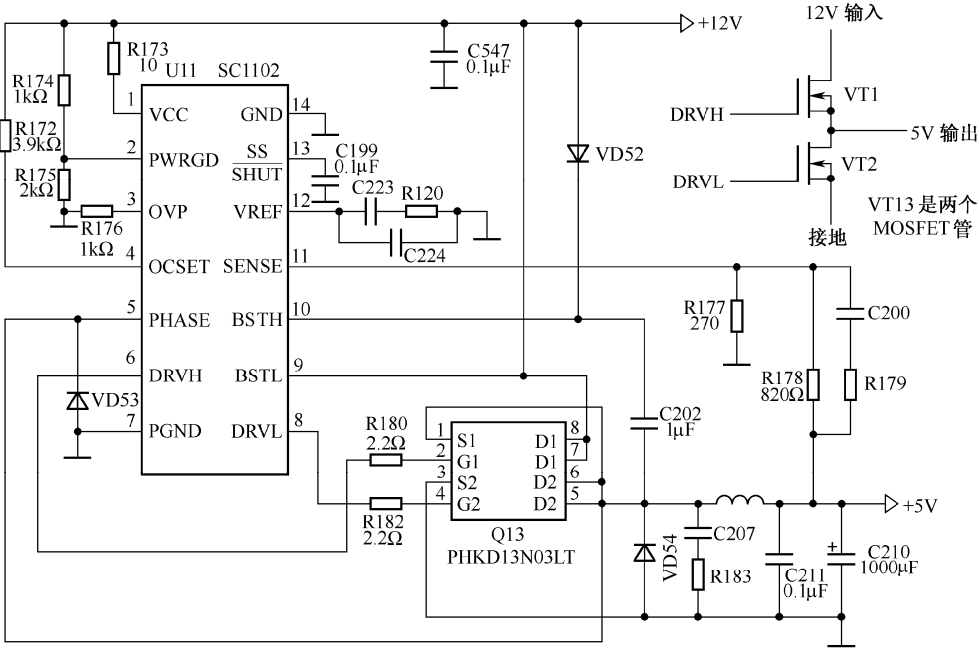 +12V
12V 输入
R173
10
U11
SC1102
C547
0.1μF
R174
1kΩ
R172
3.9kΩ
R175
2kΩ
R176
1kΩ
1
VCC
2
PWRGD
3
OVP
4
OCSET
5
PHASE
6
DRVH
7
PGND
GND
14
SS
SHUT
13
VREF
12
SENSE
11
BSTH
10
BSTL
9
DRVL
8
C199
0.1μF
C223
R120
C224
VD52
VD53
DRVH
VT1
5V 输出
DRVL
VT2
接地
VT13 是两个
MOSFET 管
R177
270
C200
R178
820Ω
R179
C202
1μF
R180
2.2Ω
R182
2.2Ω
1
S1
2
G1
3
S2
4
G2
D1
8
D1
7
D2
6
D2
5
Q13
PHKD13N03LT
+5V
VD54
C207
R183
C211
0.1μF
+
C210
1000μF